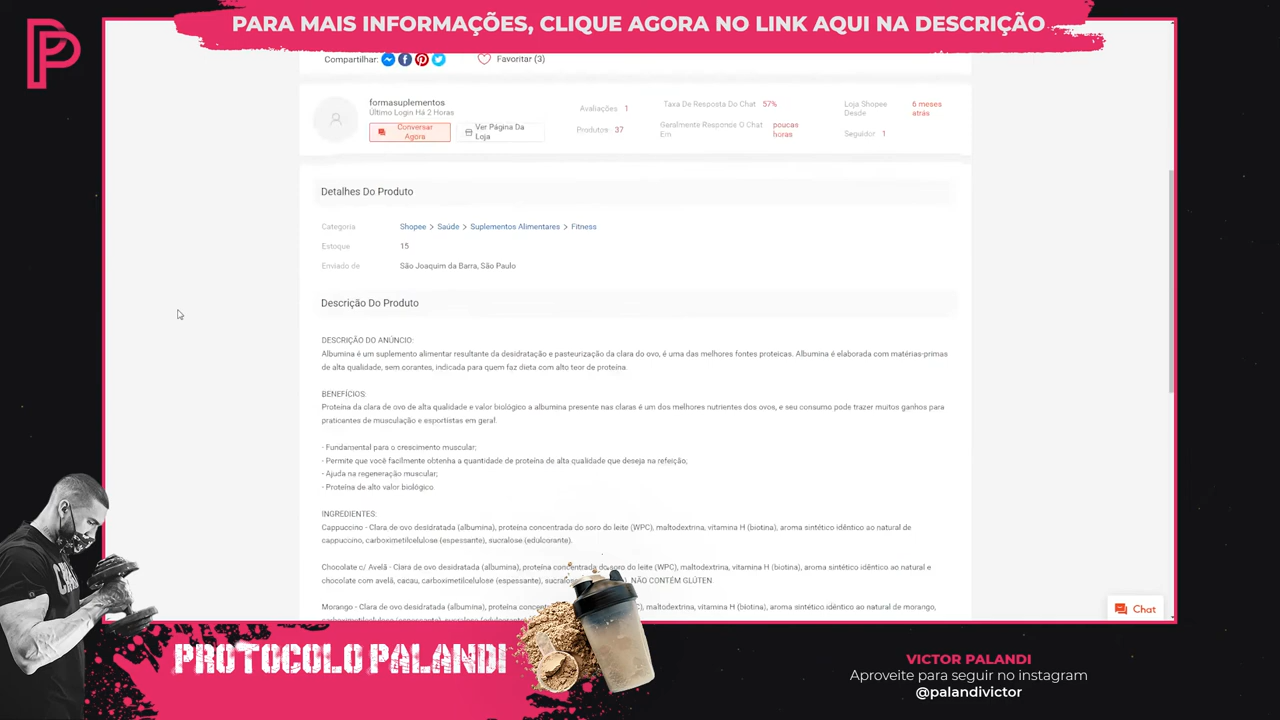 PARA MAIS INFORMAÇÕES, CLIQUE AGORA NO LINK AQUI NA DESCRIÇÃO
Compartilhar:
Favoritar (3)
formasuplementos
Último Login Há 2 Horas
Conversar Agora
Ver Página Da Loja
Avaliações 1
Produtos 37
Taxa De Resposta Do Chat 57%
Geralmente Responde O Chat Em poucas horas
Loja Shopee Desde 6 meses atrás
Seguidor 1
Detalhes Do Produto
Categoria Shopee > Saúde > Suplementos Alimentares > Fitness
Estoque 15
Enviado de São Joaquim da Barra, São Paulo
Descrição Do Produto
DESCRIÇÃO DO ANÚNCIO:
Albumina é um suplemento alimentar resultante da desidratação e pasteurização da clara do ovo, é uma das melhores fontes proteicas. Albumina é elaborada com matérias-primas
de alta qualidade, sem corantes, indicada para quem faz dieta com alto teor de proteína.
BENEFÍCIOS:
Proteína da clara de ovo de alta qualidade e valor biológico a albumina presente nas claras é um dos melhores nutrientes dos ovos, e seu consumo pode trazer muitos ganhos para
praticantes de musculação e esportistas em geral.
- Fundamental para o crescimento muscular;
- Permite que você facilmente obtenha a quantidade de proteína de alta qualidade que deseja na refeição;
- Ajuda na regeneração muscular;
- Proteína de alto valor biológico
INGREDIENTES:
Cappuccino - Clara de ovo desidratada (albumina), proteína concentrada do soro do leite (WPC), maltodextrina, vitamina H (biotina), aroma sintético idêntico ao natural de
cappuccino, carboximetilcelulose (espessante), sucralose (edulcorante).
Chocolate c/ Avelã - Clara de ovo desidratada (albumina), proteína concentrada do soro do leite (WPC), maltodextrina, vitamina H (biotina), aroma sintético idêntico ao natural e
chocolate com avelã, cacau, carboximetilcelulose (espessante), NÃO CONTÉM GLÚTEN.
Morango - Clara de ovo desidratada (albumina), proteína maltodextrina, vitamina H (biotina), aroma sintético idêntico ao natural de morango,
Chat
PROTOCOLO PALANDI
VICTOR PALANDI
Aproveite para seguir no instagram
@palandivictor